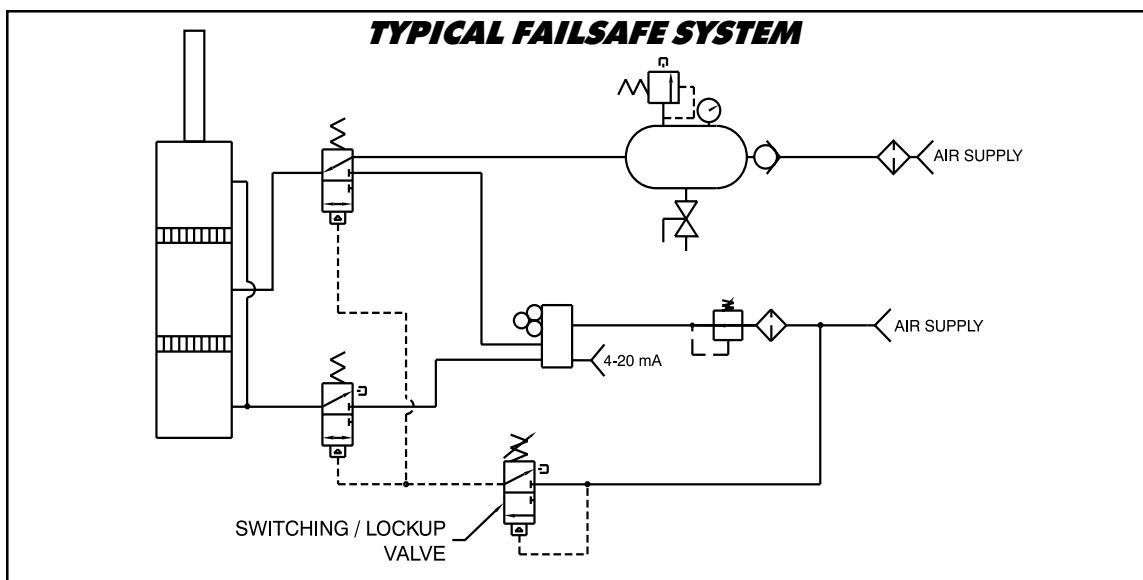 TYPICAL FAILSAFE SYSTEM
AIR SUPPLY
AIR SUPPLY
4-20 mA
SWITCHING / LOCKUP
VALVE